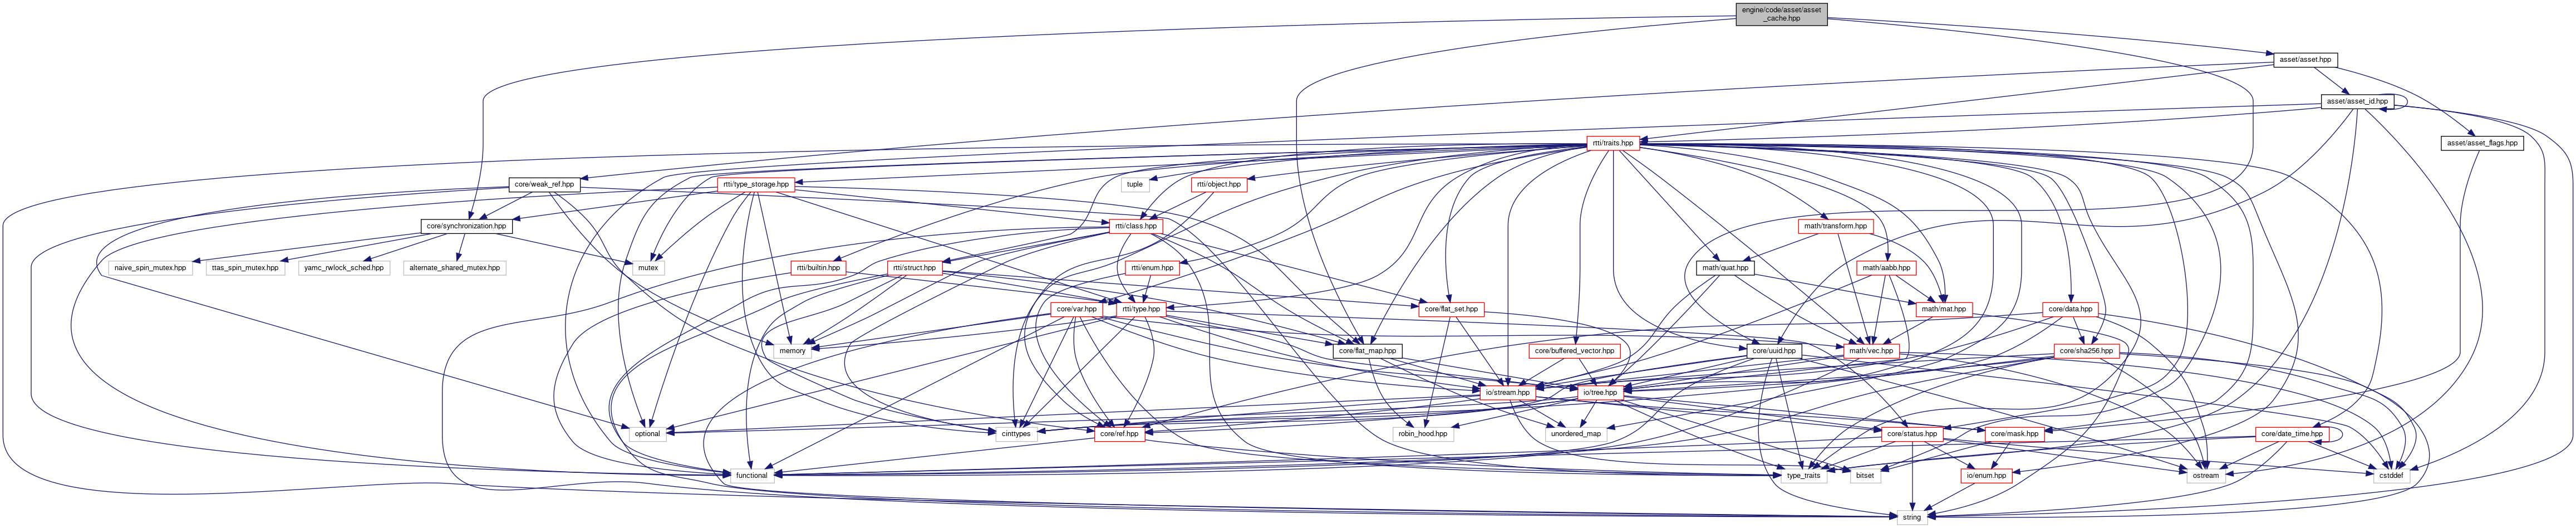 engine/code/asset/asset
_cache.hpp
asset/asset.hpp
asset/asset_id.hpp
rtti/traits.hpp
asset/asset_flags.hpp
core/weak_ref.hpp
rtti/type_storage.hpp
tuple
rtti/object.hpp
core/synchronization.hpp
rtti/class.hpp
math/transform.hpp
naive_spin_mutex.hpp
ttas_spin_mutex.hpp
yamc_rwlock_sched.hpp
alternate_shared_mutex.hpp
mutex
rtti/builtin.hpp
rtti/struct.hpp
rtti/enum.hpp
math/quat.hpp
math/aabb.hpp
core/var.hpp
rtti/type.hpp
core/flat_set.hpp
math/mat.hpp
core/data.hpp
memory
core/flat_map.hpp
core/buffered_vector.hpp
core/uuid.hpp
math/vec.hpp
core/sha256.hpp
io/stream.hpp
io/tree.hpp
optional
cinttypes
core/ref.hpp
robin_hood.hpp
unordered_map
core/status.hpp
core/mask.hpp
core/date_time.hpp
functional
type_traits
bitset
io/enum.hpp
ostream
cstddef
string